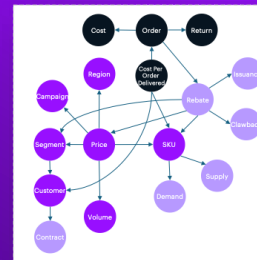 Cost
Order
Return
Region
Cost Per
Order
Delivered
Issuanc
Campaign
Rebate
Clawbac
Segment
Price
SKU
Customer
Supply
Demand
Volume
Contract